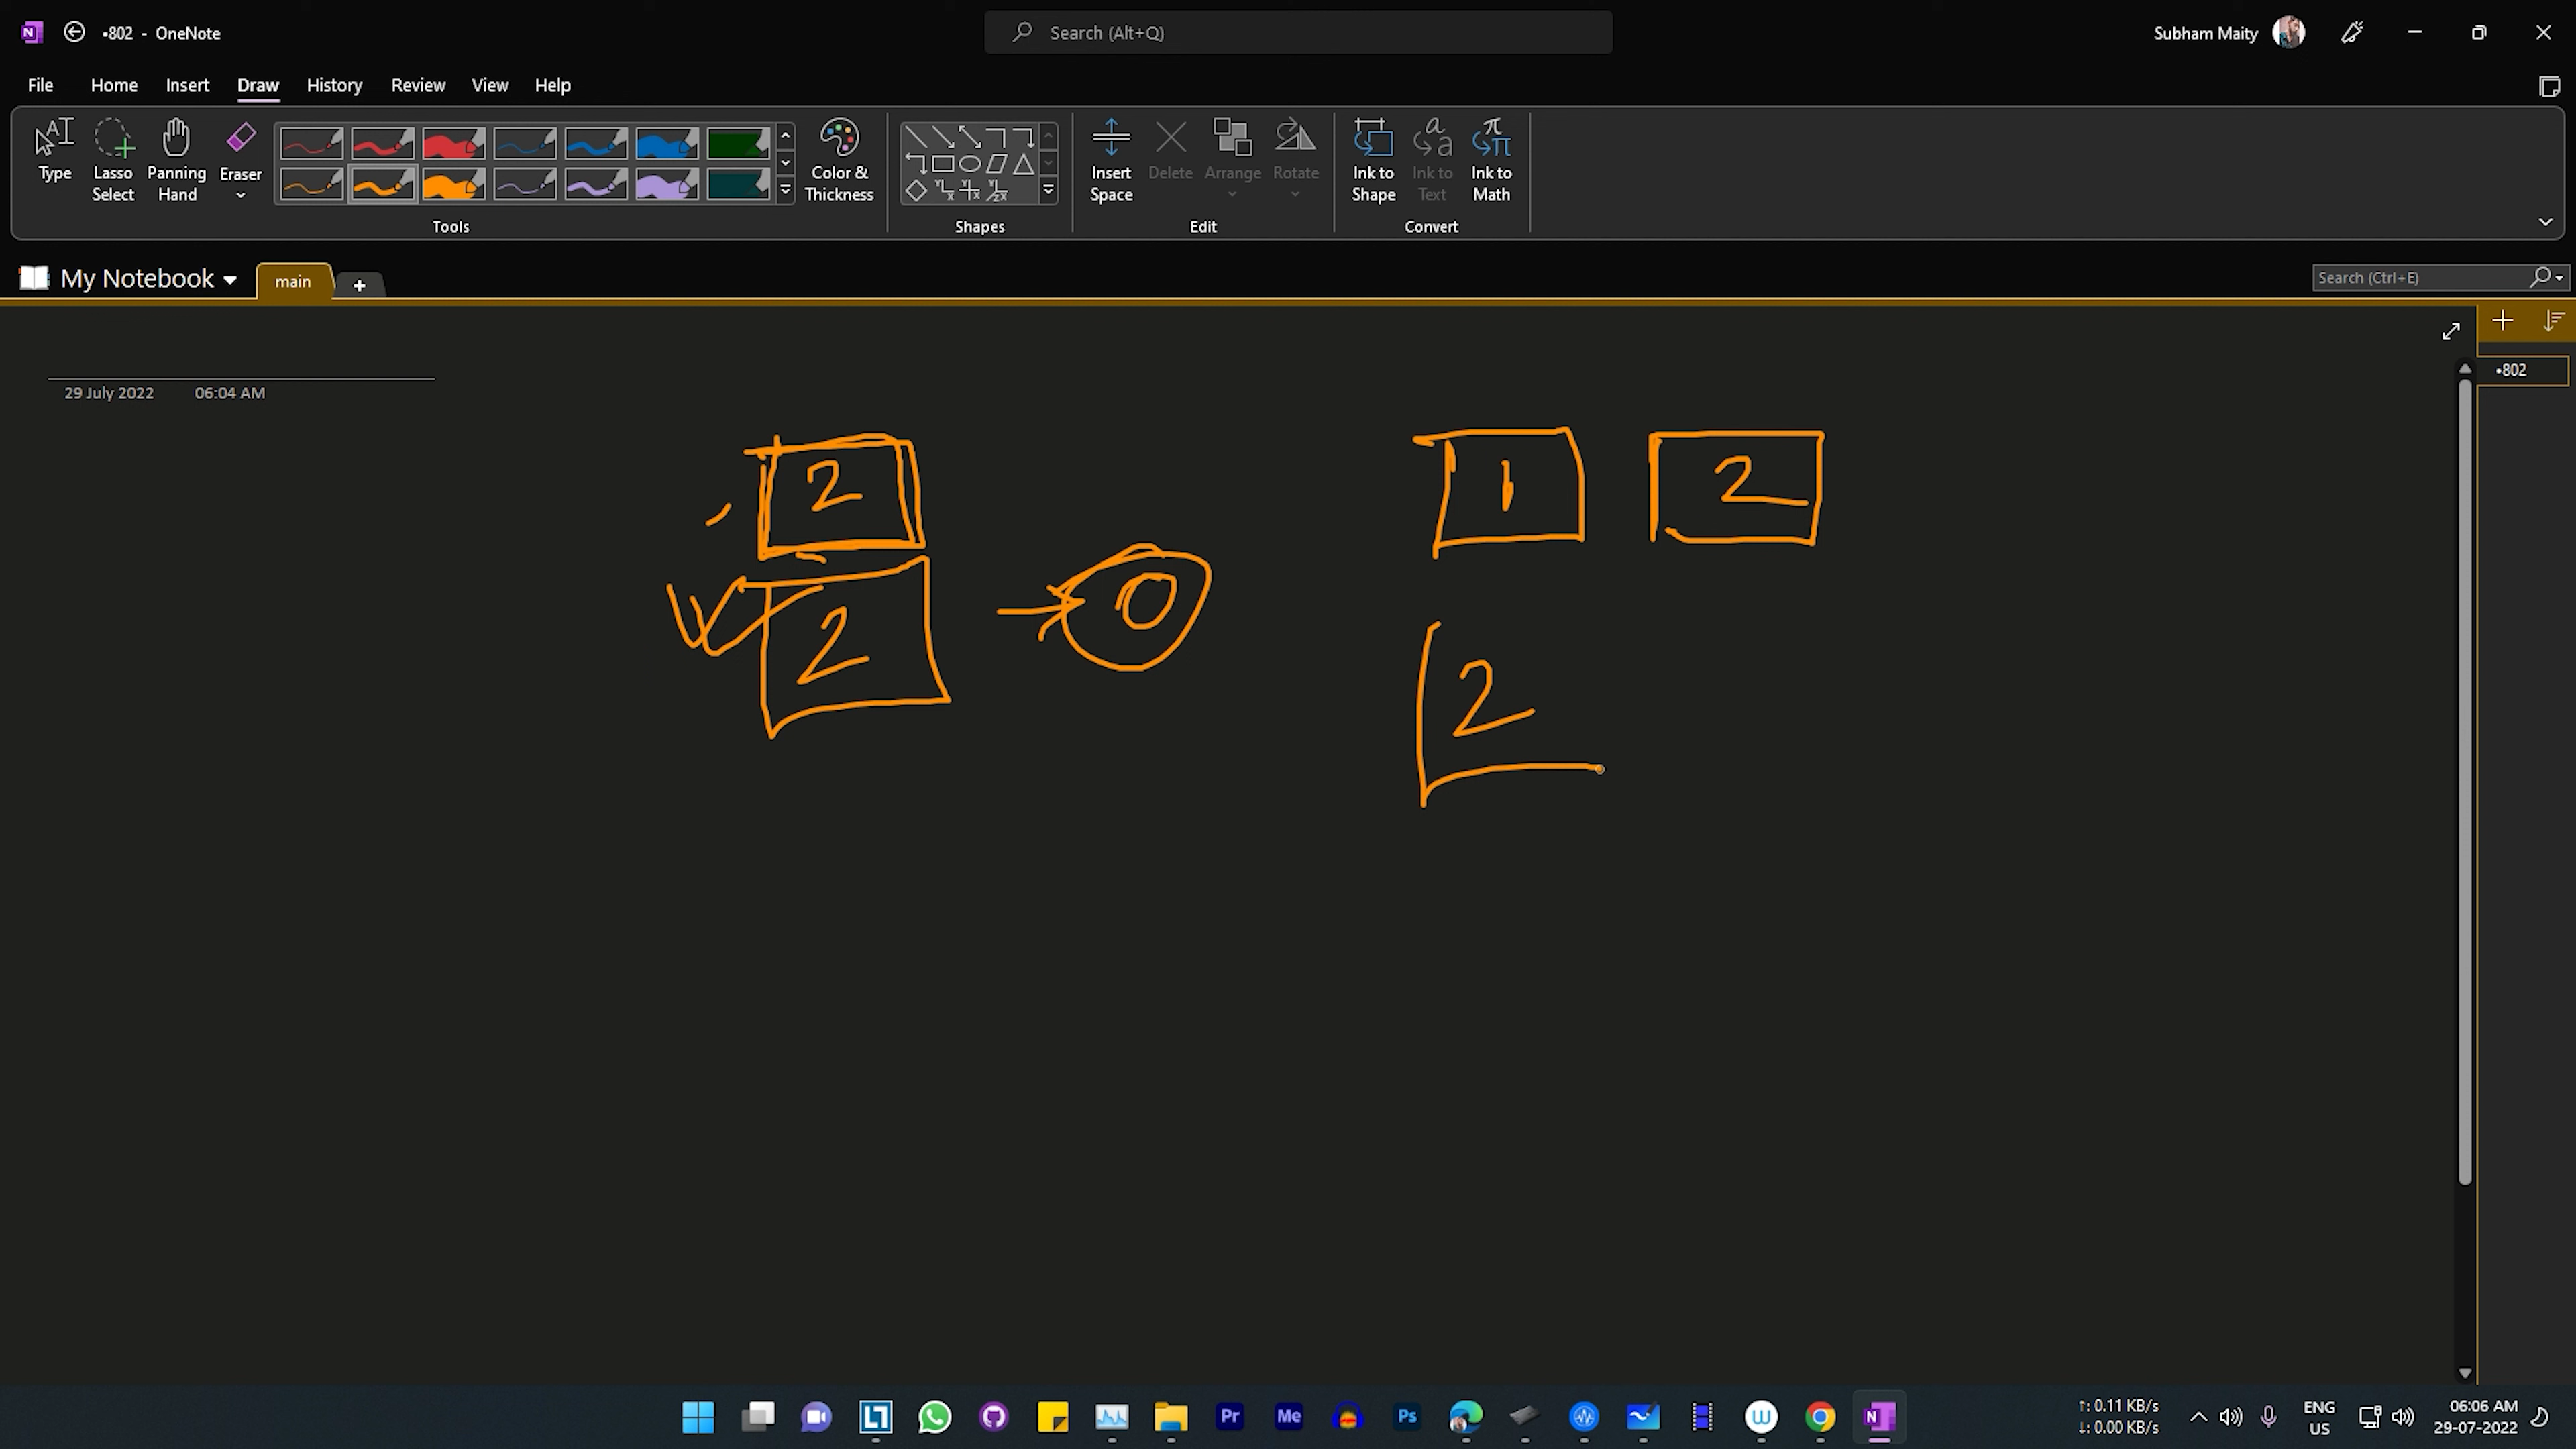 •802 - OneNote
Search (Alt+Q)
Subham Maity
File Home Insert Draw History Review View Help
Type
Lasso Select
Panning Hand
Eraser
Color & Thickness
Insert Space
Delete
Arrange
Rotate
Ink to Shape
Ink to Text
Ink to Math
Tools Shapes Edit Convert
My Notebook main
Search (Ctrl+E)
•802
29 July 2022 06:04 AM
2
1 2
2
0
2
Pr Me Ps
↑: 0.11 KB/s
↓: 0.00 KB/s
ENG
US
06:06 AM
29-07-2022